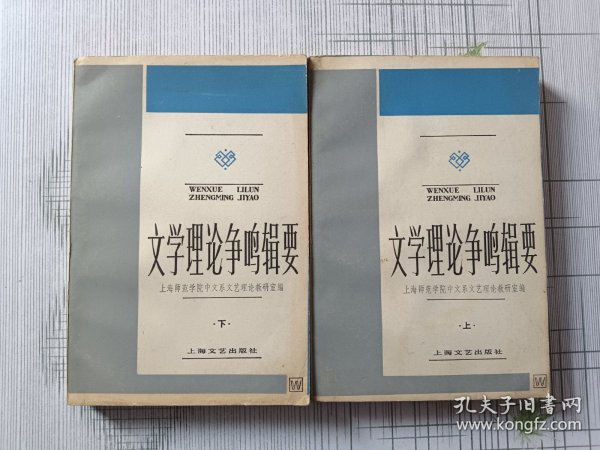 WENXUE LILUN
ZHENGMING JIYAO
文学理论争鸣辑要
上海师范学院中文系文艺理论教研室编
·下·
上海文艺出版社
W
WENXUE LILUN
ZHENGMING JIYAO
文学理论争鸣辑要
上海师范学院中文系文艺理论教研室编
·上·
上海文艺出版社
W
孔夫子旧书网
www.kongfz.com